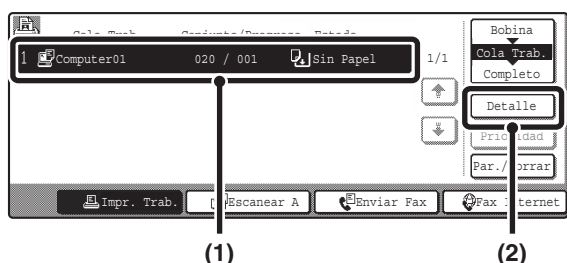 Cola Trab. Conjunto/Progreso Estado
1 Computer01 020 / 001 Sin Papel
1/1
Bobina
Cola Trab.
Completo
Detalle
Prioridad
Par./Borrar
Impr. Trab.
Escanear A
Enviar Fax
Fax Internet
(1)
(2)